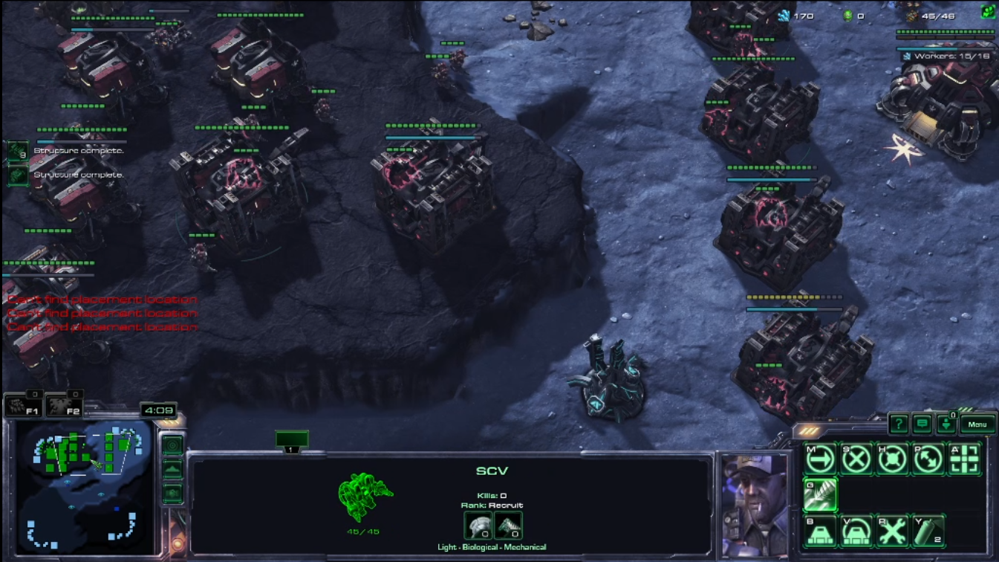 170
0
45/46
Workers: 15/16
9
Structure complete.
Structure complete.
Can't find placement location
Can't find placement location
Can't find placement location
0
0
F1
F2
4:09
1
SCV
Kills: 0
Rank: Recruit
0
0
45/45
Light - Biological - Mechanical
?
0
Menu
M
S
H
P
A
G
B
V
R
Y
2